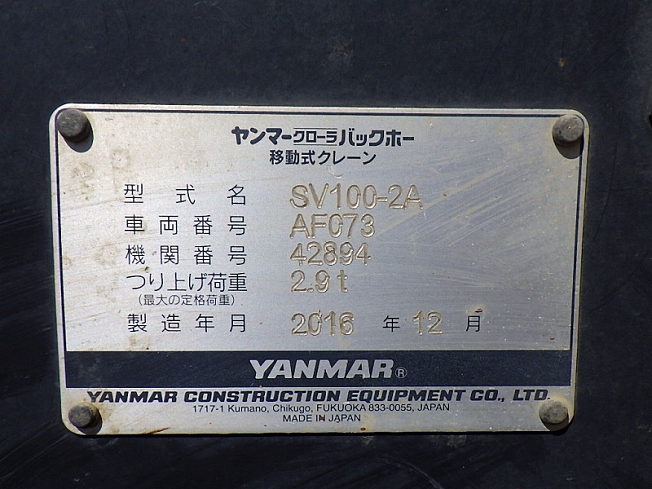 ヤンマークローラバックホー
移動式クレーン
型式名 SV100-2A
車両番号 AF073
機関番号 42894
つり上げ荷重 2.9t
(最大の定格荷重)
製造年月 2016 年 12 月
YANMAR®
YANMAR CONSTRUCTION EQUIPMENT CO., LTD.
1717-1 Kumano, Chikugo, FUKUOKA 833-0055, JAPAN
MADE IN JAPAN